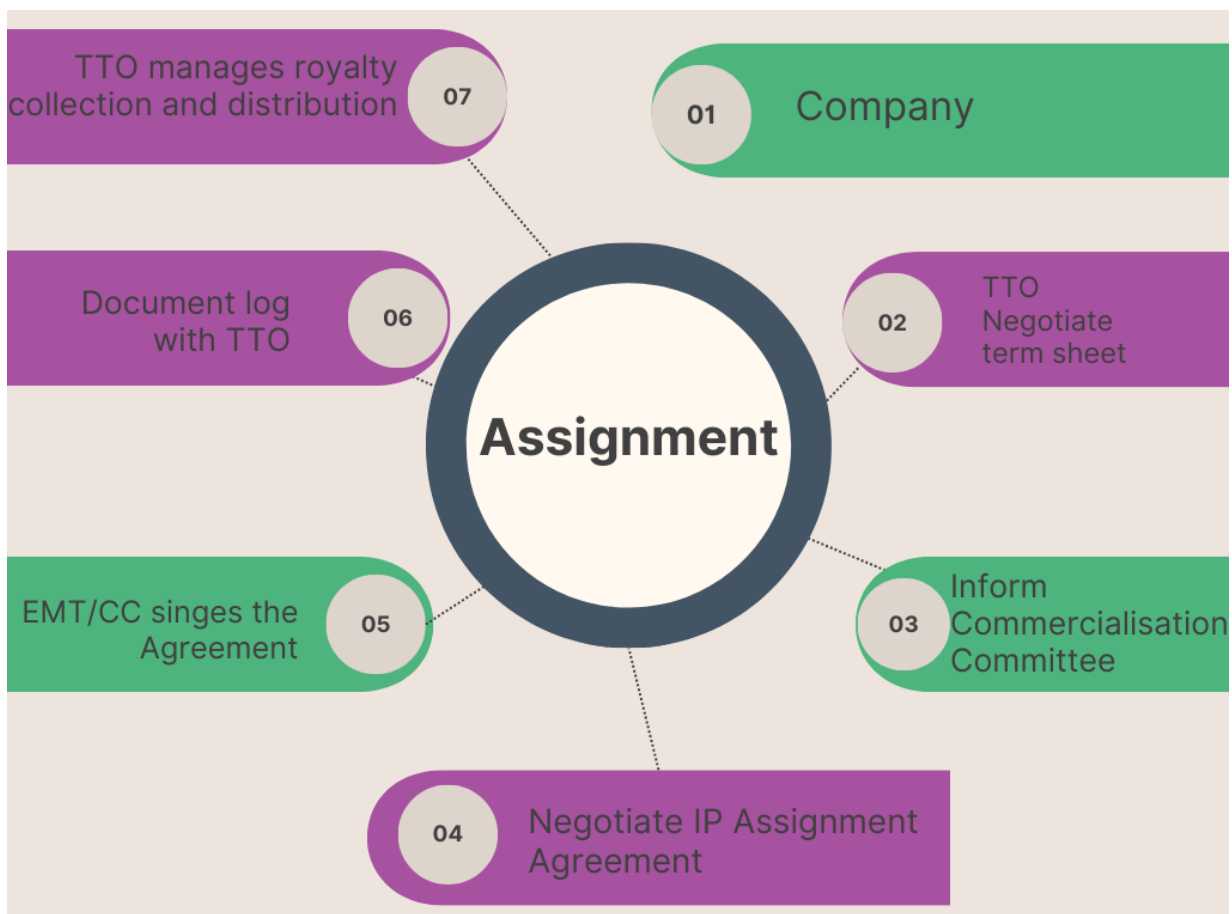 01
Company
02
TTO
Negotiate
term sheet
03
Inform
Commercialisation
Committee
04
Negotiate IP Assignment
Agreement
05
EMT/CC singes the
Agreement
06
Document log
with TTO
07
TTO manages royalty
collection and distribution
Assignment